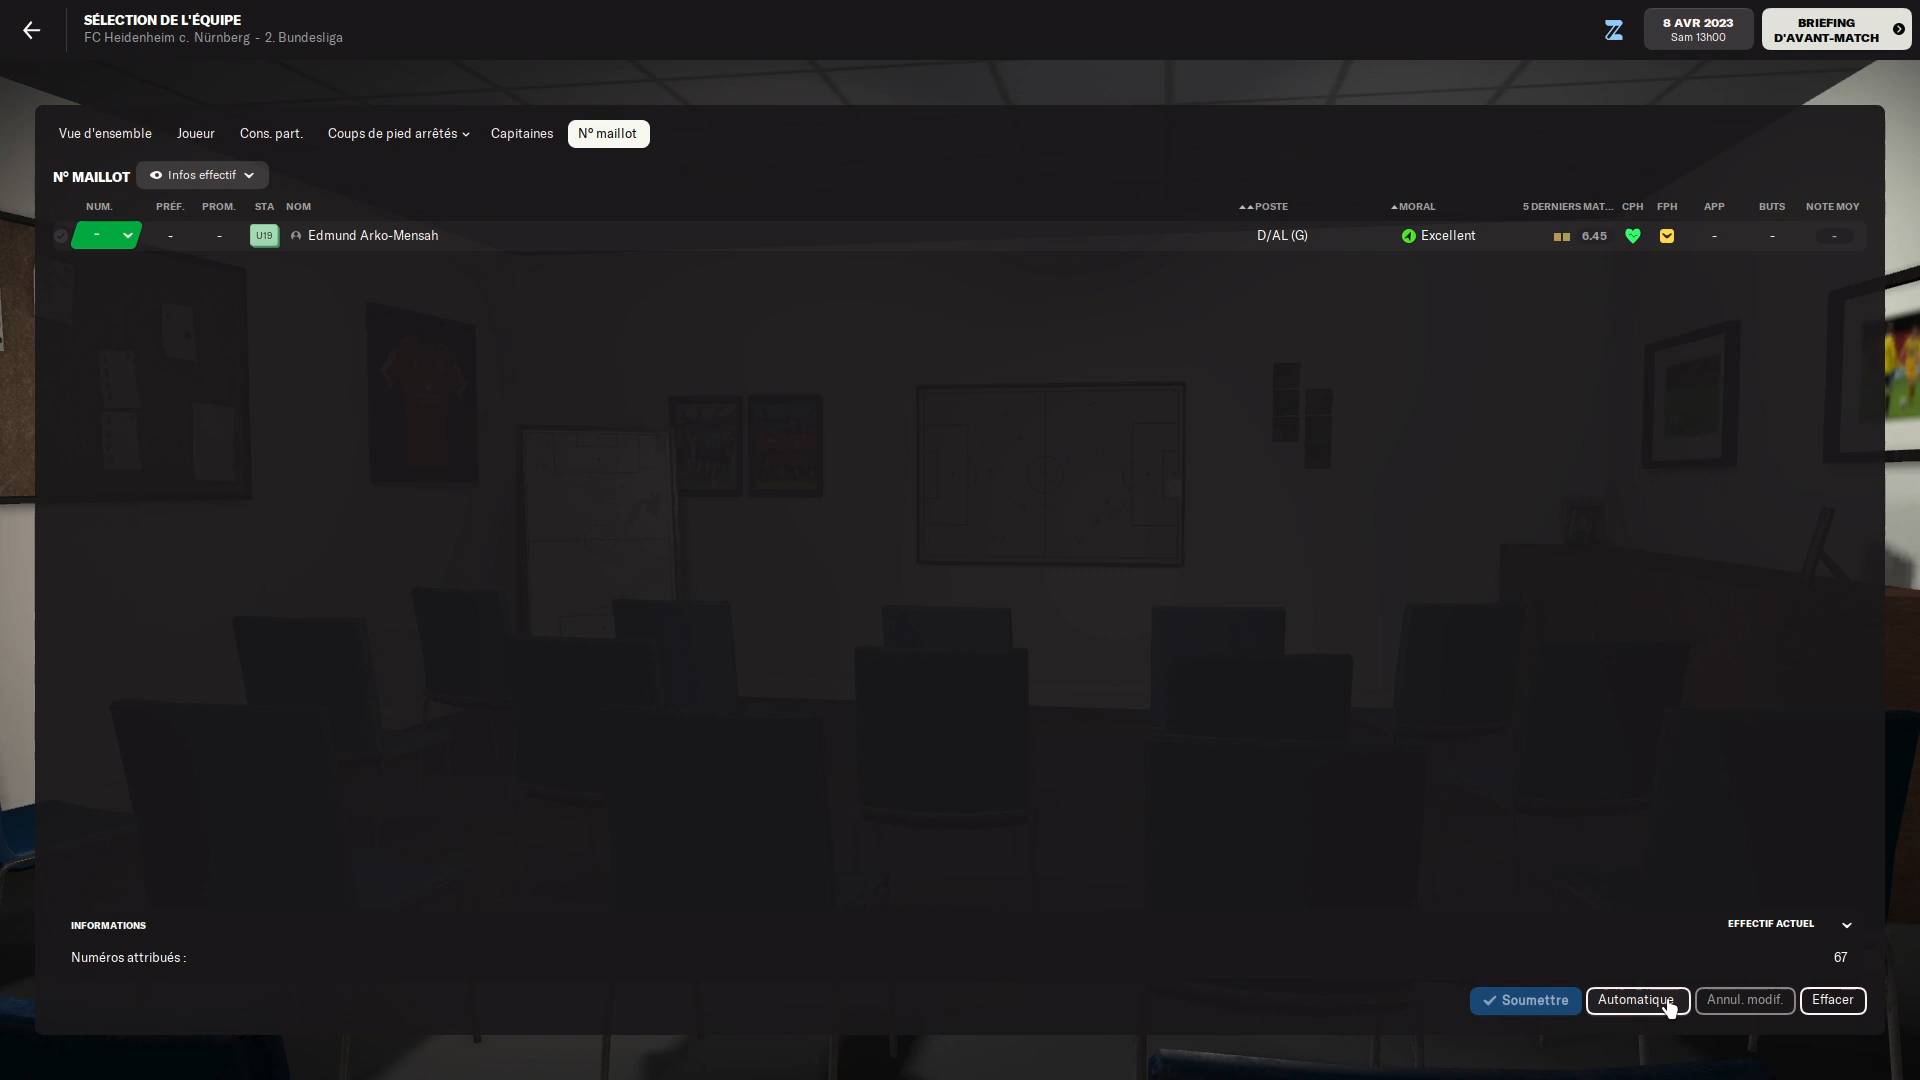 SÉLECTION DE L'ÉQUIPE
FC Heidenheim c. Nürnberg - 2. Bundesliga
8 AVR 2023
Sam 13h00
BRIEFING
D'AVANT-MATCH
Vue d'ensemble Joueur Cons. part. Coups de pied arrêtés Capitaines N° maillot
N° MAILLOT Infos effectif
NUM. PRÉF. PROM. STA NOM POSTE MORAL 5 DERNIERS MAT... CPH FPH APP BUTS NOTE MOY
- - - U19 Edmund Arko-Mensah D/AL (G) Excellent 6.45 - - -
INFORMATIONS EFFECTIF ACTUEL
Numéros attribués : 67
Soumettre Automatique Annul. modif. Effacer